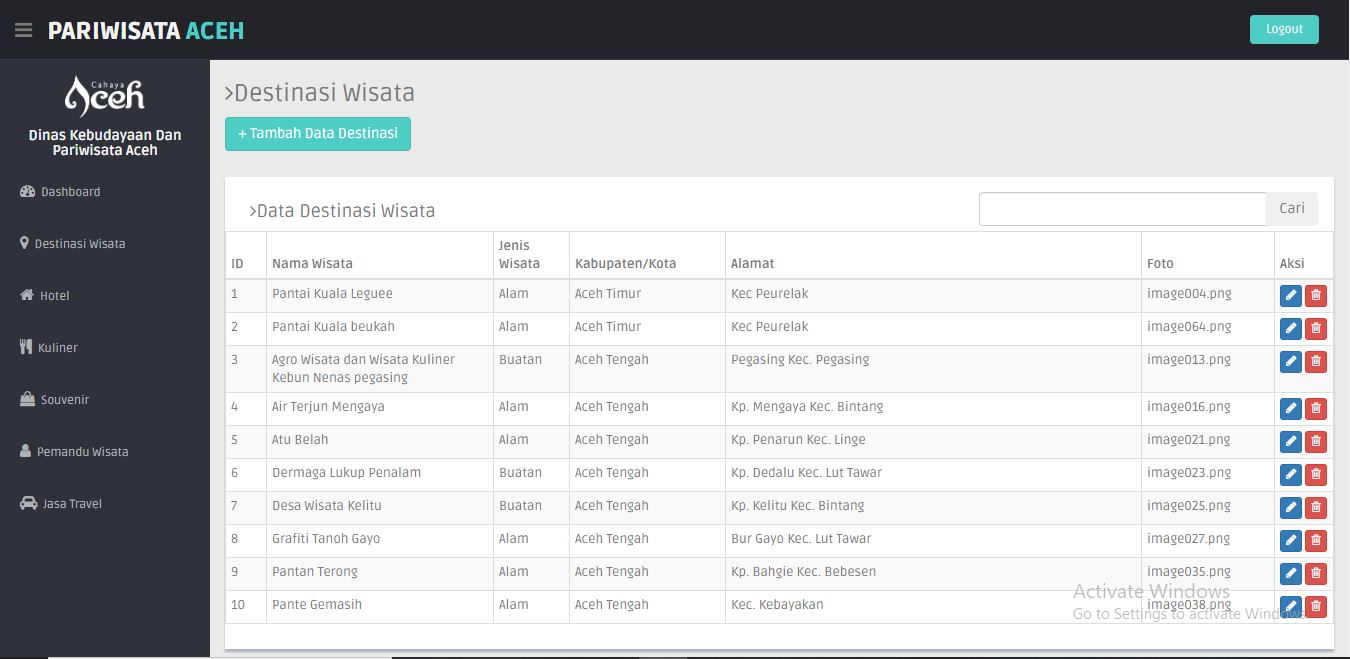 PARIWISATA ACEH
Logout
Cahaya
Aceh
Dinas Kebudayaan Dan
Pariwisata Aceh
Dashboard
Destinasi Wisata
Hotel
Kuliner
Souvenir
Pemandu Wisata
Jasa Travel
>Destinasi Wisata
+ Tambah Data Destinasi
>Data Destinasi Wisata
Cari
ID Nama Wisata Jenis Wisata Kabupaten/Kota Alamat Foto Aksi
1 Pantai Kuala Leguee Alam Aceh Timur Kec Peurelak image004.png
2 Pantai Kuala beukah Alam Aceh Timur Kec Peurelak image064.png
3 Agro Wisata dan Wisata Kuliner Kebun Nenas pegasing Buatan Aceh Tengah Pegasing Kec. Pegasing image013.png
4 Air Terjun Mengaya Alam Aceh Tengah Kp. Mengaya Kec. Bintang image016.png
5 Atu Belah Alam Aceh Tengah Kp. Penarun Kec. Linge image021.png
6 Dermaga Lukup Penalam Buatan Aceh Tengah Kp. Dedalu Kec. Lut Tawar image023.png
7 Desa Wisata Kelitu Buatan Aceh Tengah Kp. Kelitu Kec. Bintang image025.png
8 Grafiti Tanoh Gayo Alam Aceh Tengah Bur Gayo Kec. Lut Tawar image027.png
9 Pantan Terong Alam Aceh Tengah Kp. Bahgie Kec. Bebesen image035.png
10 Pante Gemasih Alam Aceh Tengah Kec. Kebayakan image038.png
Activate Windows
Go to Settings to activate Windows.